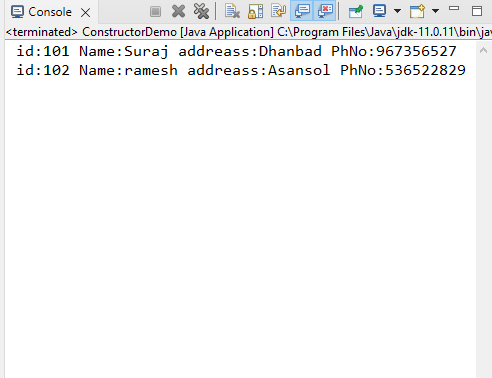 Console
<terminated> ConstructorDemo [Java Application] C:\Program Files\Java\jdk-11.0.11\bin\jav
id:101 Name:Suraj addreass:Dhanbad PhNo:967356527
id:102 Name:ramesh addreass:Asansol PhNo:536522829